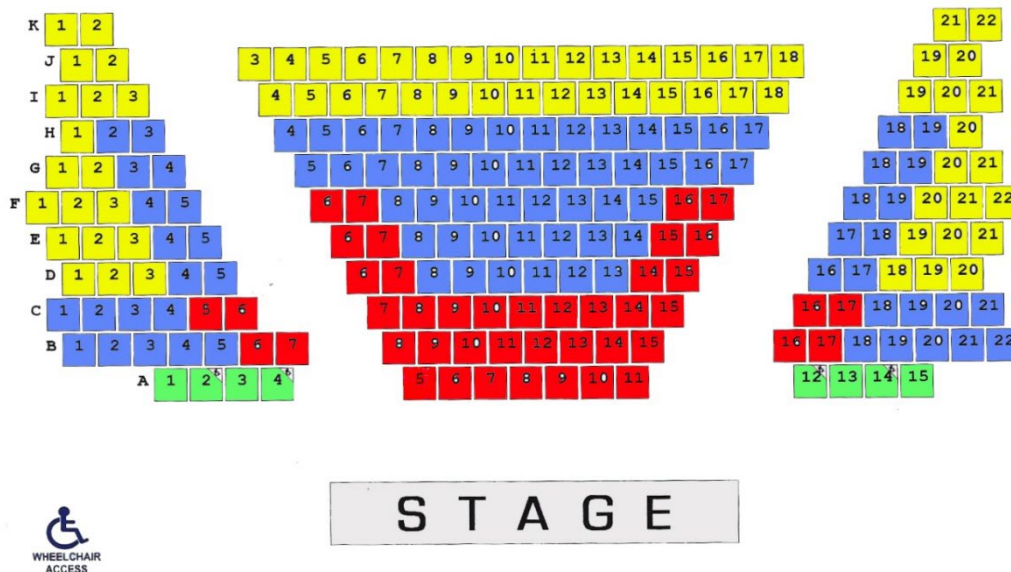 K 1 2 21 22
J 1 2 3 4 5 6 7 8 9 10 11 12 13 14 15 16 17 18 19 20
I 1 2 3 4 5 6 7 8 9 10 11 12 13 14 15 16 17 18 19 20 21
H 1 2 3 4 5 6 7 8 9 10 11 12 13 14 15 16 17 18 19 20
G 1 2 3 4 5 6 7 8 9 10 11 12 13 14 15 16 17 18 19 20 21
F 1 2 3 4 5 6 7 8 9 10 11 12 13 14 15 16 17 18 19 20 21 22
E 1 2 3 4 5 6 7 8 9 10 11 12 13 14 15 16 17 18 19 20 21
D 1 2 3 4 5 6 7 8 9 10 11 12 13 14 15 16 17 18 19 20
C 1 2 3 4 5 6 7 8 9 10 11 12 13 14 15 16 17 18 19 20 21
B 1 2 3 4 5 6 7 8 9 10 11 12 13 14 15 16 17 18 19 20 21 22
A 1 2 3 4 5 6 7 8 9 10 11 12 13 14 15
STAGE
WHEELCHAIR
ACCESS